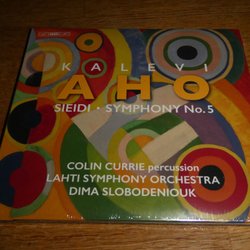 KALEVI
AHO
SIEIDI · SYMPHONY No. 5
COLIN CURRIE percussion
LAHTI SYMPHONY ORCHESTRA
DIMA SLOBODENIOUK